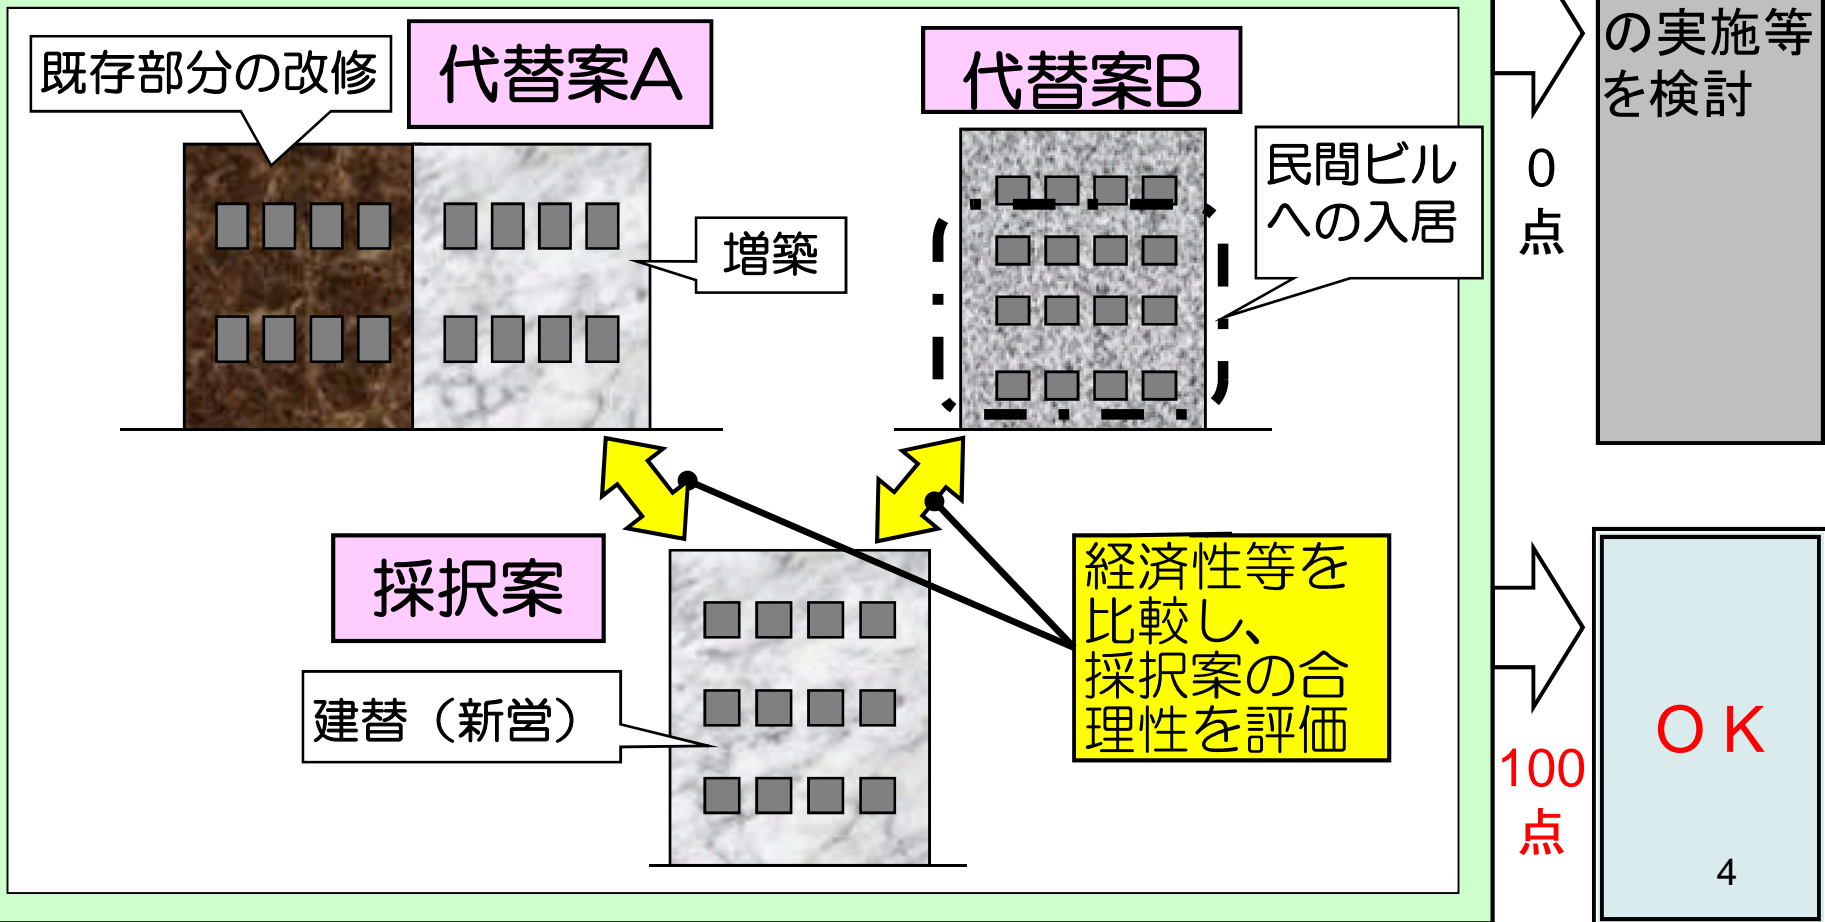 既存部分の改修
代替案A
代替案B
の実施等
を検討
民間ビル
への入居
0
点
増築
採択案
経済性等を
比較し、
採択案の合
理性を評価
建替（新営）
100
点
ＯＫ
4